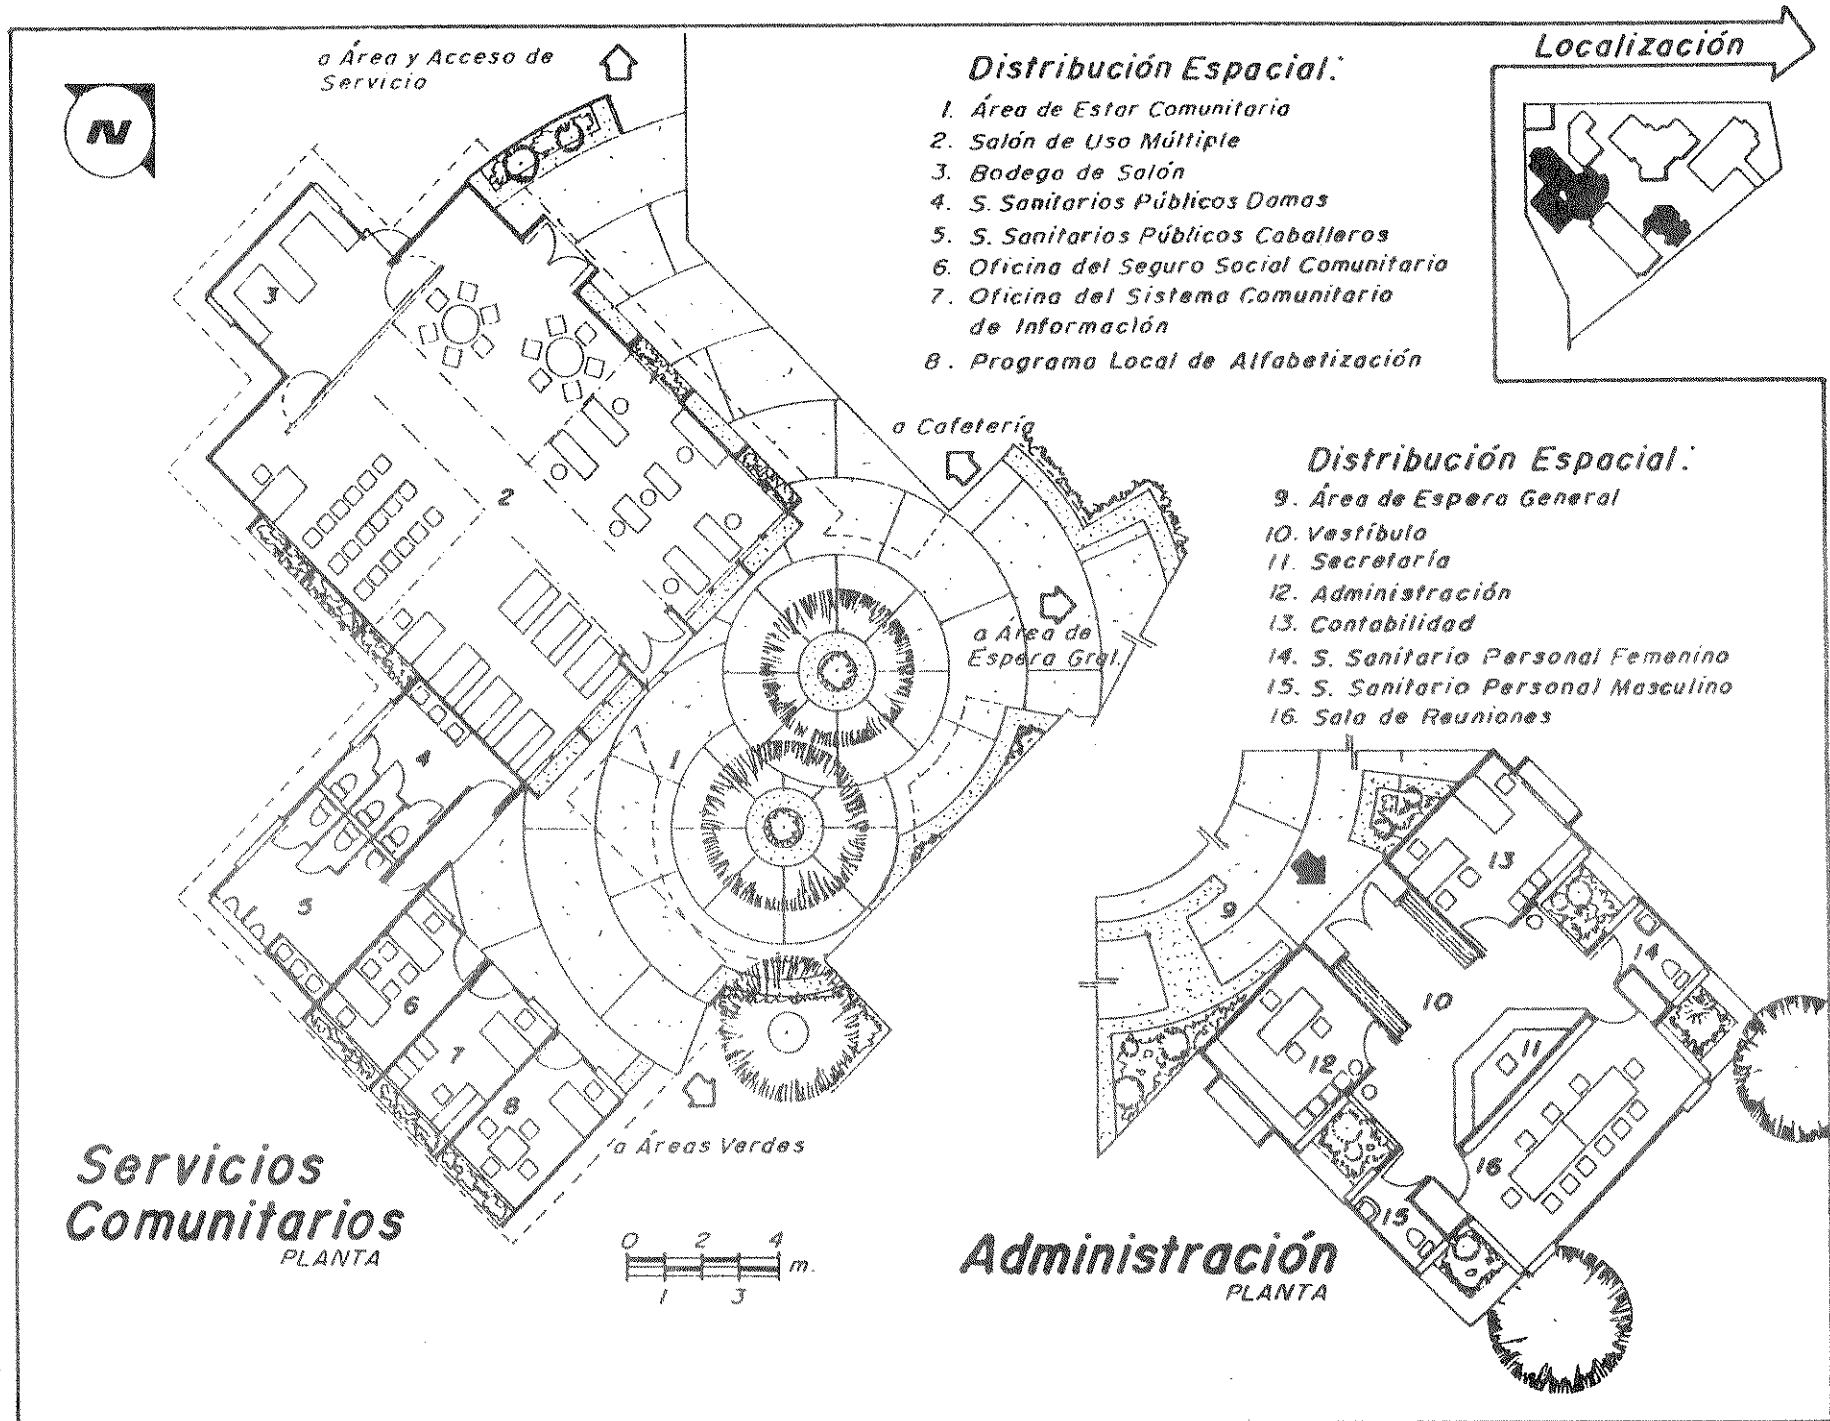 Localización
a Área y Acceso de
Servicio
N
Distribución Espacial:
1. Área de Estar Comunitaria
2. Salón de Uso Múltiple
3. Bodega de Salón
4. S. Sanitarios Públicos Damas
5. S. Sanitarios Públicos Caballeros
6. Oficina del Seguro Social Comunitario
7. Oficina del Sistema Comunitario
de Información
8. Programa Local de Alfabetización
a Cafetería
Distribución Espacial:
9. Área de Espera General
10. Vestíbulo
11. Secretaría
12. Administración
13. Contabilidad
14. S. Sanitario Personal Femenino
15. S. Sanitario Personal Masculino
16. Sala de Reuniones
a Área de
Espera Gral.
3
2
1
4
5
6
7
8
a Áreas Verdes
9
13
14
10
11
12
16
15
Servicios
Comunitarios
PLANTA
0 2 4
m.
1 3
Administración
PLANTA